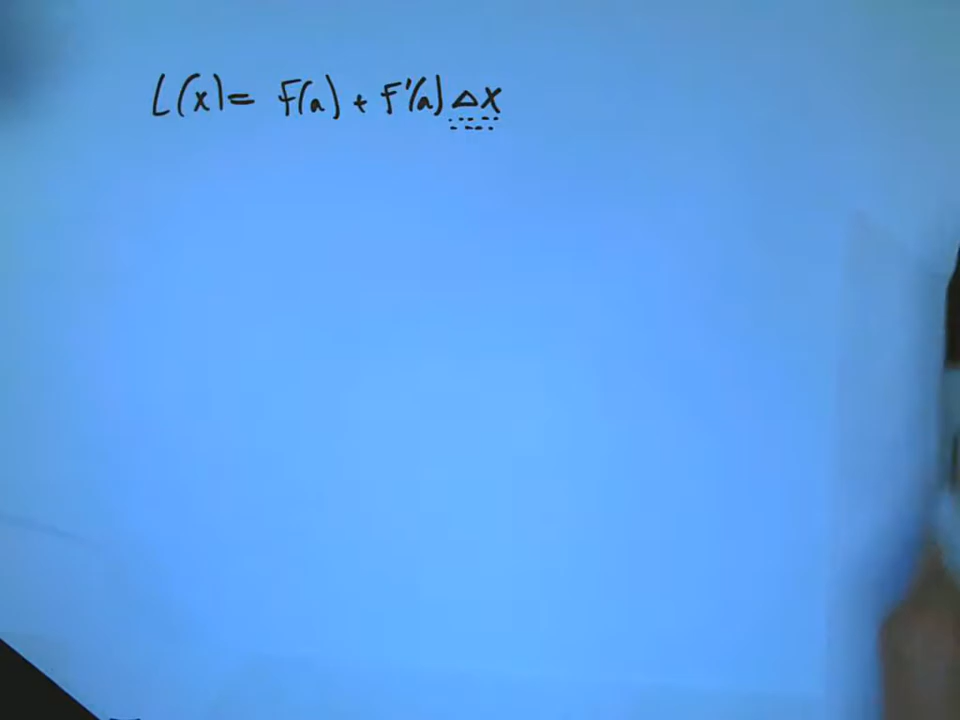 L(x) = F(a) + F'(a) Δx